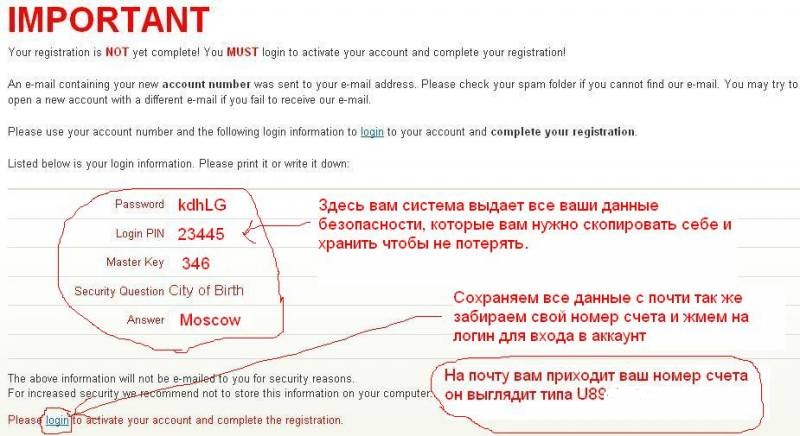 IMPORTANT
Your registration is NOT yet complete! You MUST login to activate your account and complete your registration!
An e-mail containing your new account number was sent to your e-mail address. Please check your spam folder if you cannot find our e-mail. You may try to
open a new account with a different e-mail if you fail to receive our e-mail.
Please use your account number and the following login information to login to your account and complete your registration.
Listed below is your login information. Please print it or write it down:
Password kdhLG
Login PIN 23445
Master Key 346
Security Question City of Birth
Answer Moscow
Здесь вам система выдает все ваши данные
безопасности, которые вам нужно скопировать себе и
хранить чтобы не потерять.
Сохраняем все данные с почти так же
забираем свой номер счета и жмем на
логин для входа в аккаунт
The above information will not be e-mailed to you for security reasons.
For increased security we recommend not to store this information on your computer.
Please login to activate your account and complete the registration.
На почту вам приходит ваш номер счета
он выглядит типа U89